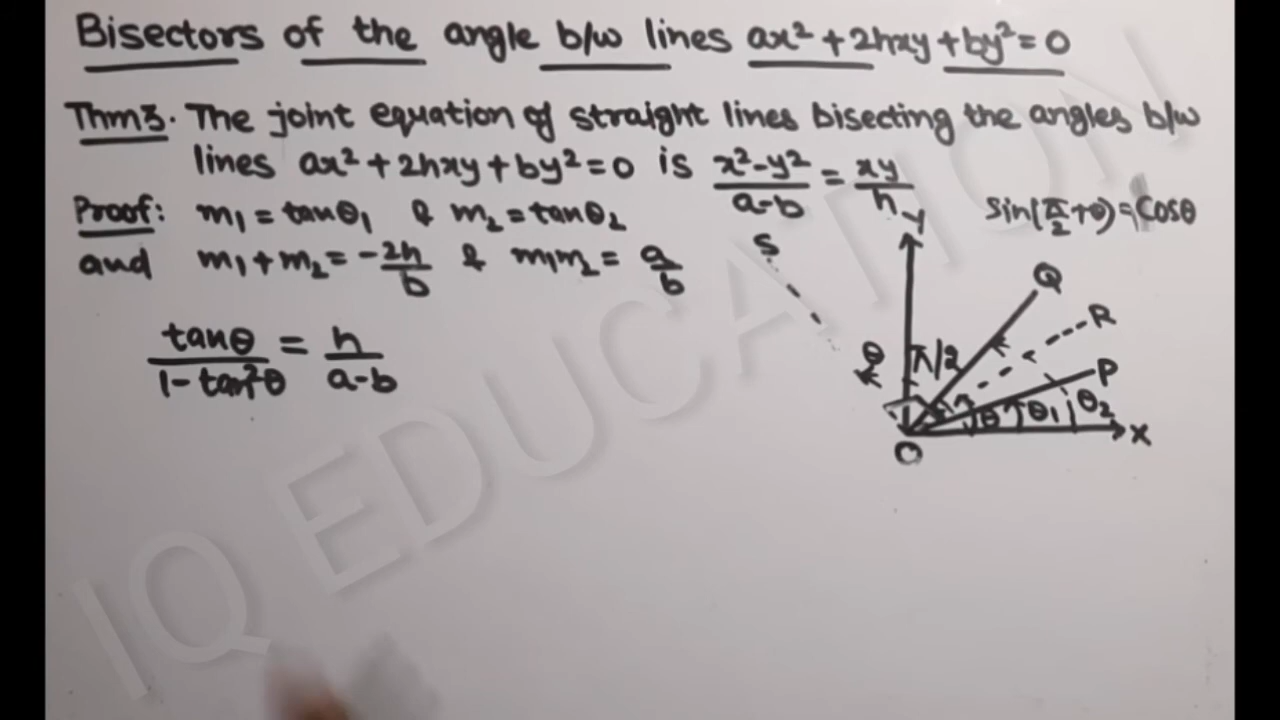 Bisectors of the angle b/w lines ax² + 2hxy + by² = 0
Thm3. The joint equation of straight lines bisecting the angles b/w
lines ax² + 2hxy + by² = 0 is x²-y²/a-b = xy/h
Proof: m₁ = tanθ₁ & m₂ = tanθ₂
and m₁ + m₂ = -2h/b & m₁m₂ = a/b
tanθ/1-tan²θ = h/a-b
Sin(π/2+θ) = Cosθ
Y
S
Q
R
P
θ
π/2
θ θ₁ θ₂
X
O
IQ EDUCATION